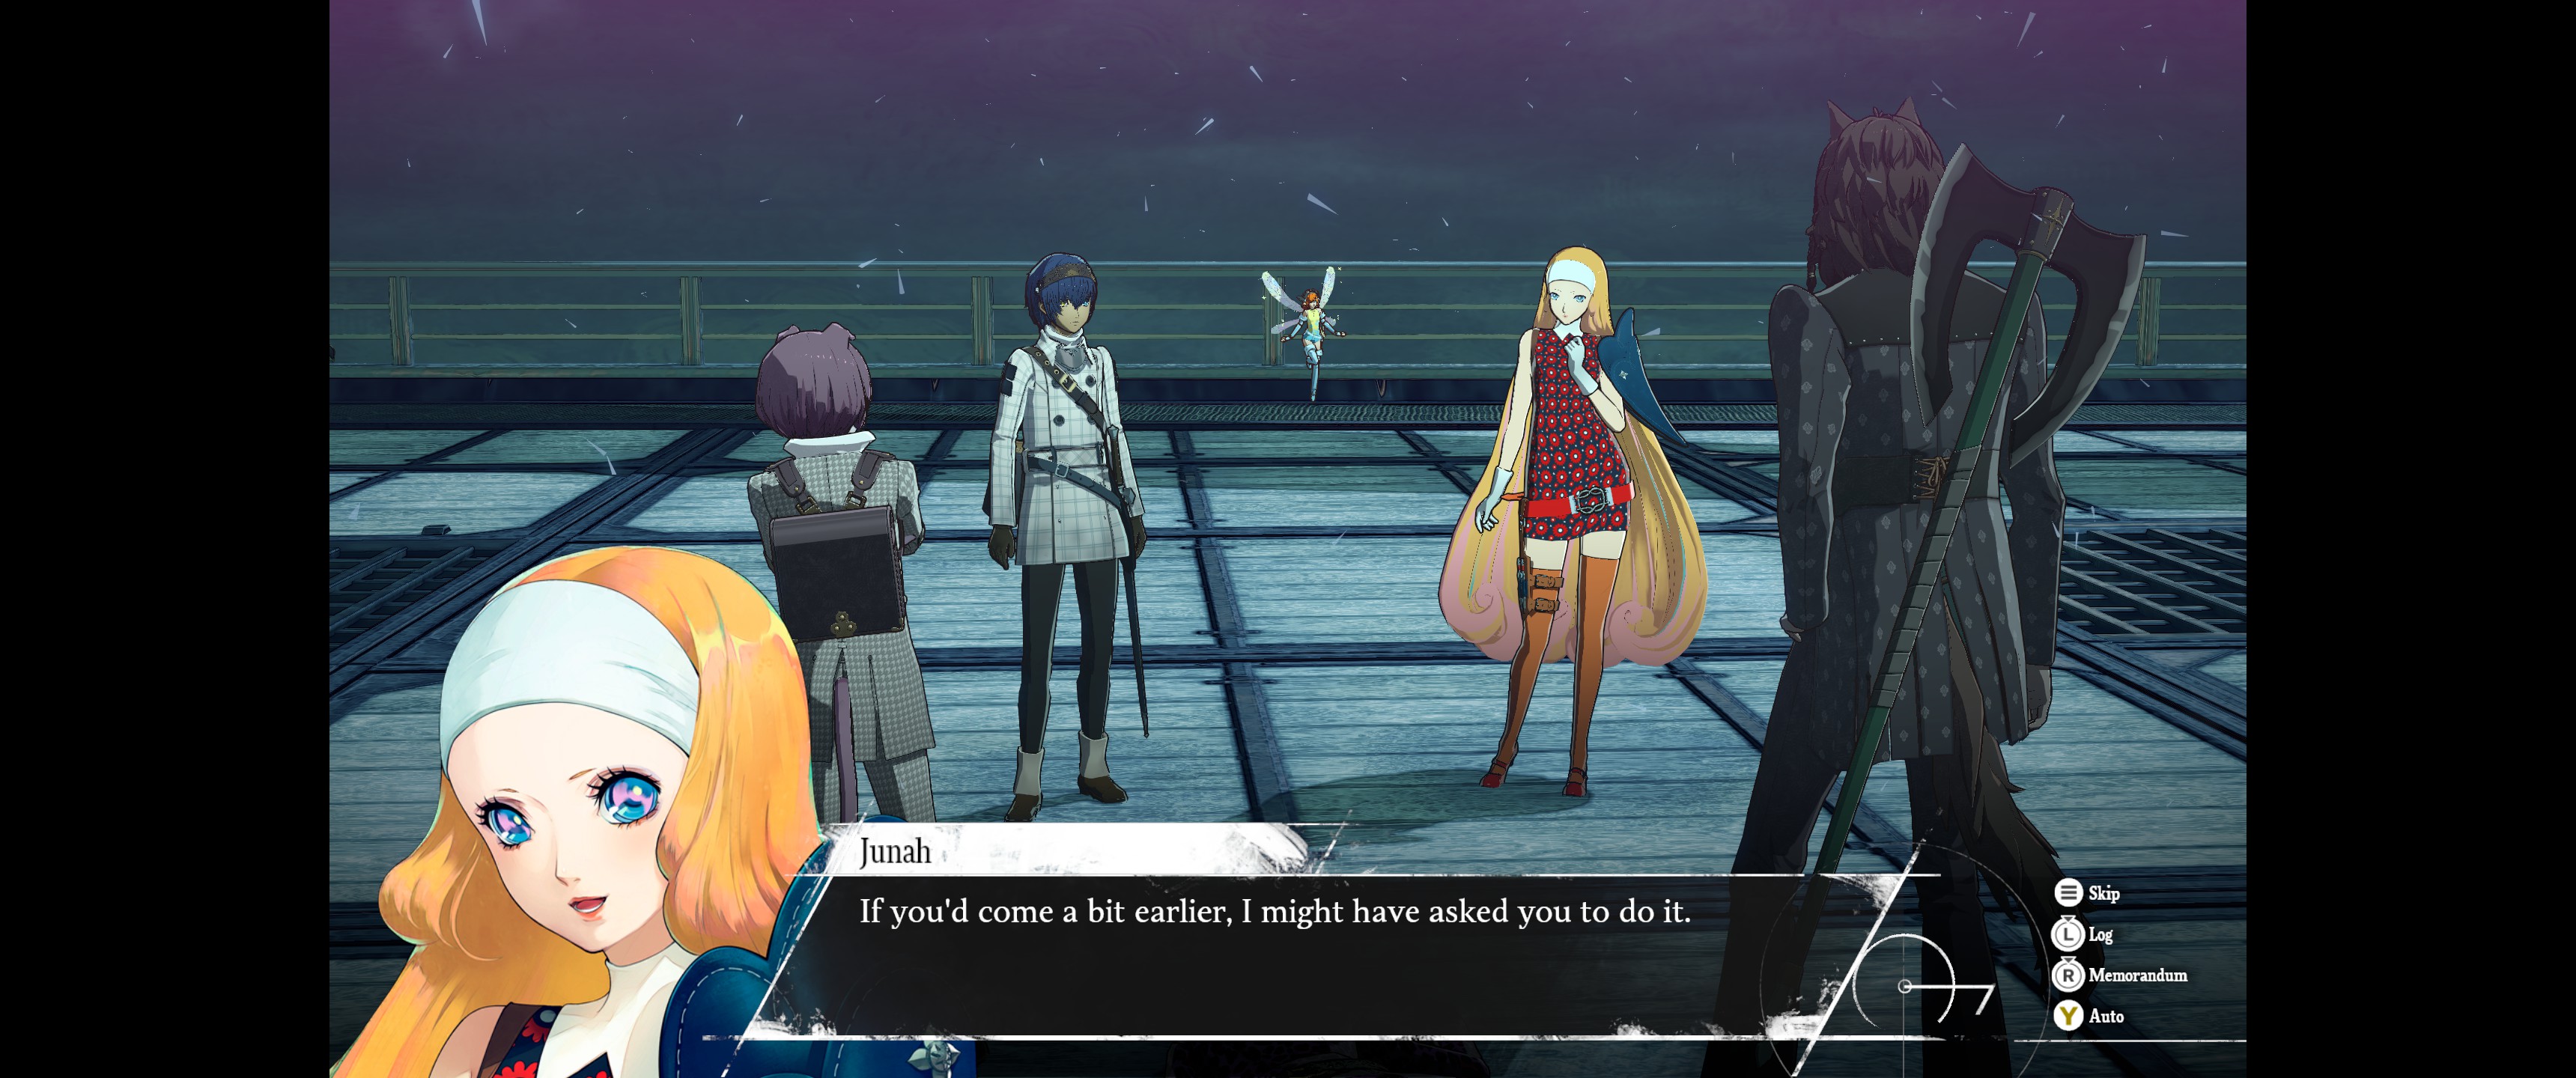 Junah
If you'd come a bit earlier, I might have asked you to do it.
Skip
L Log
R Memorandum
Y Auto